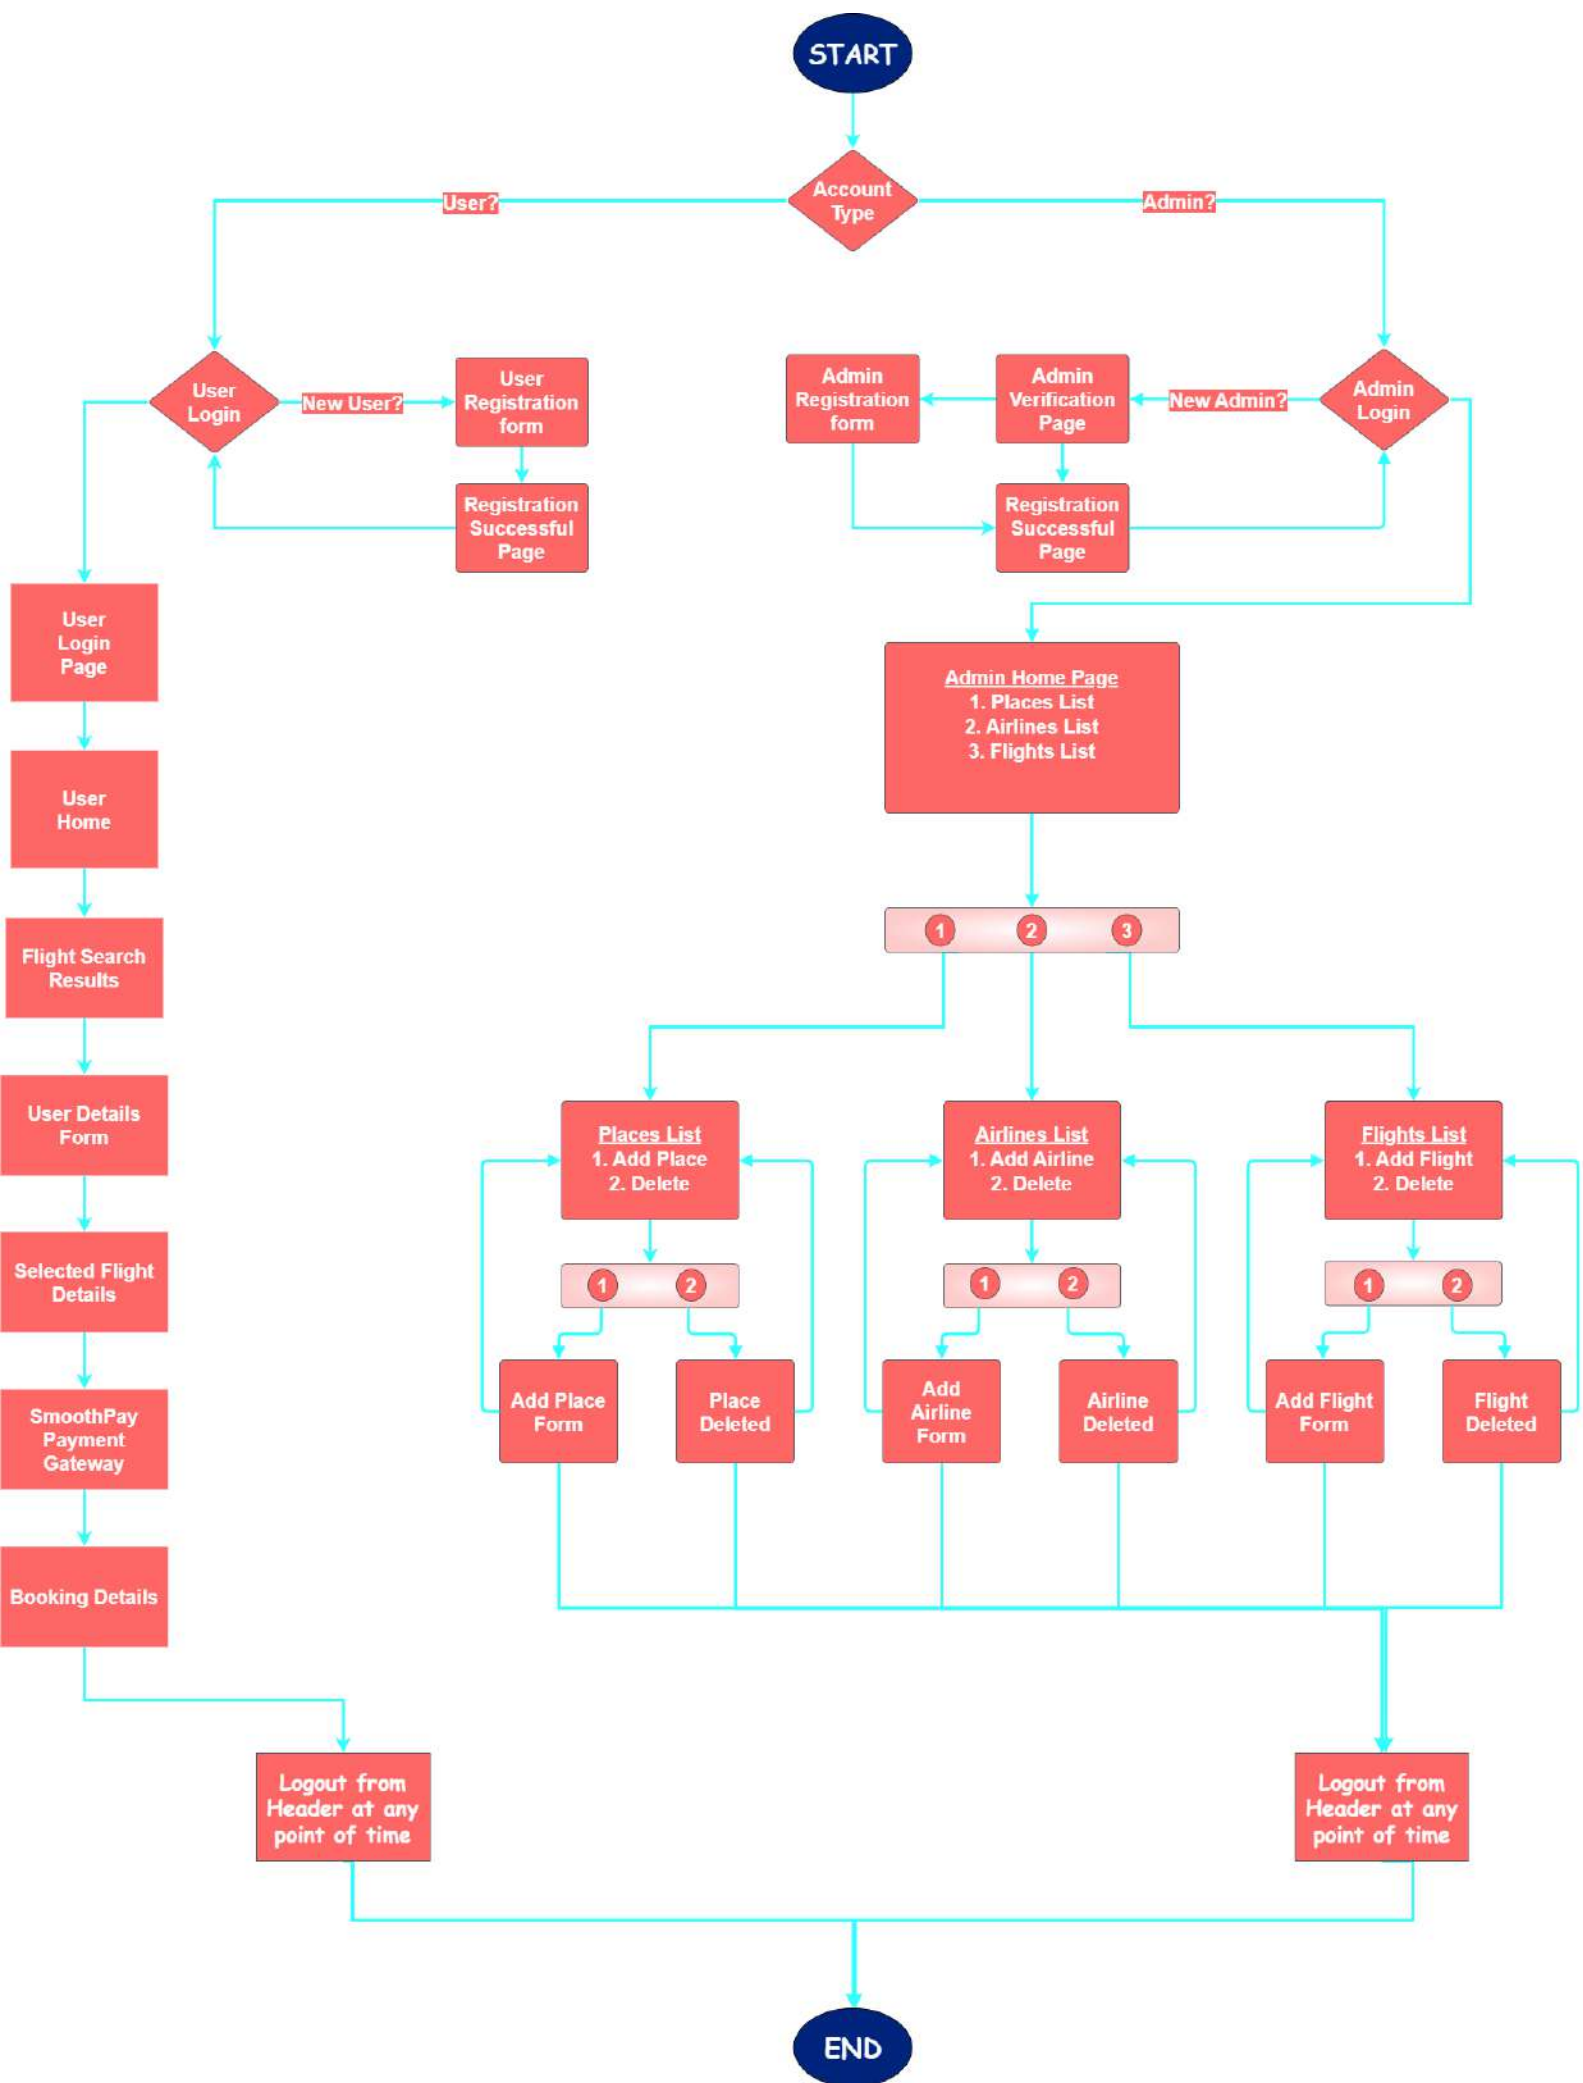 START
Account
Type
User?
Admin?
User
Login
New User?
User
Registration
form
Admin
Registration
form
Admin
Verification
Page
New Admin?
Admin
Login
Registration
Successful
Page
Registration
Successful
Page
User
Login
Page
Admin Home Page
1. Places List
2. Airlines List
3. Flights List
User
Home
1 2 3
Flight Search
Results
User Details
Form
Places List
1. Add Place
2. Delete
Airlines List
1. Add Airline
2. Delete
Flights List
1. Add Flight
2. Delete
Selected Flight
Details
1 2
1 2
1 2
SmoothPay
Payment
Gateway
Add Place
Form
Place
Deleted
Add
Airline
Form
Airline
Deleted
Add Flight
Form
Flight
Deleted
Booking Details
Logout from
Header at any
point of time
Logout from
Header at any
point of time
END